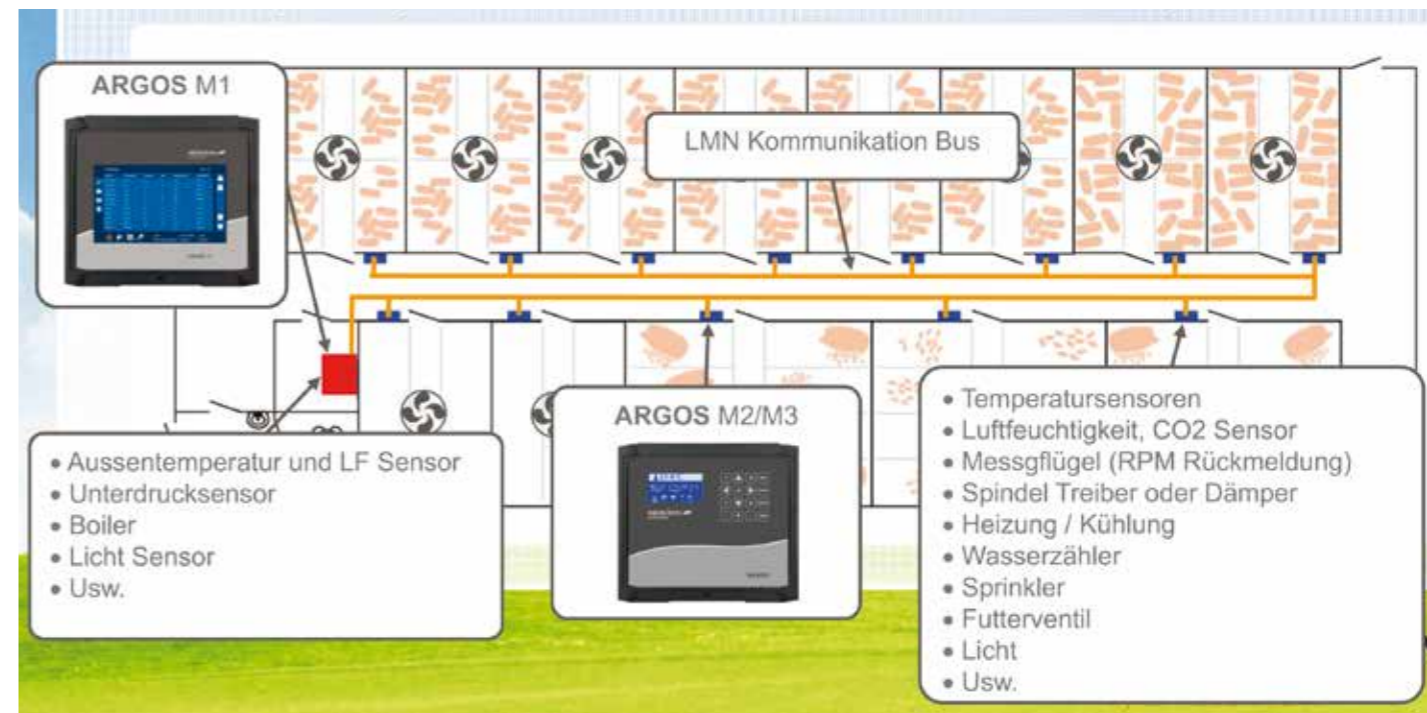 ARGOS M1
LMN Kommunikation Bus
ARGOS M2/M3
• Aussentemperatur und LF Sensor
• Unterdrucksensor
• Boiler
• Licht Sensor
• Usw.
• Temperatursensoren
• Luftfeuchtigkeit, CO2 Sensor
• Messgflügel (RPM Rückmeldung)
• Spindel Treiber oder Dämper
• Heizung / Kühlung
• Wasserzähler
• Sprinkler
• Futterventil
• Licht
• Usw.